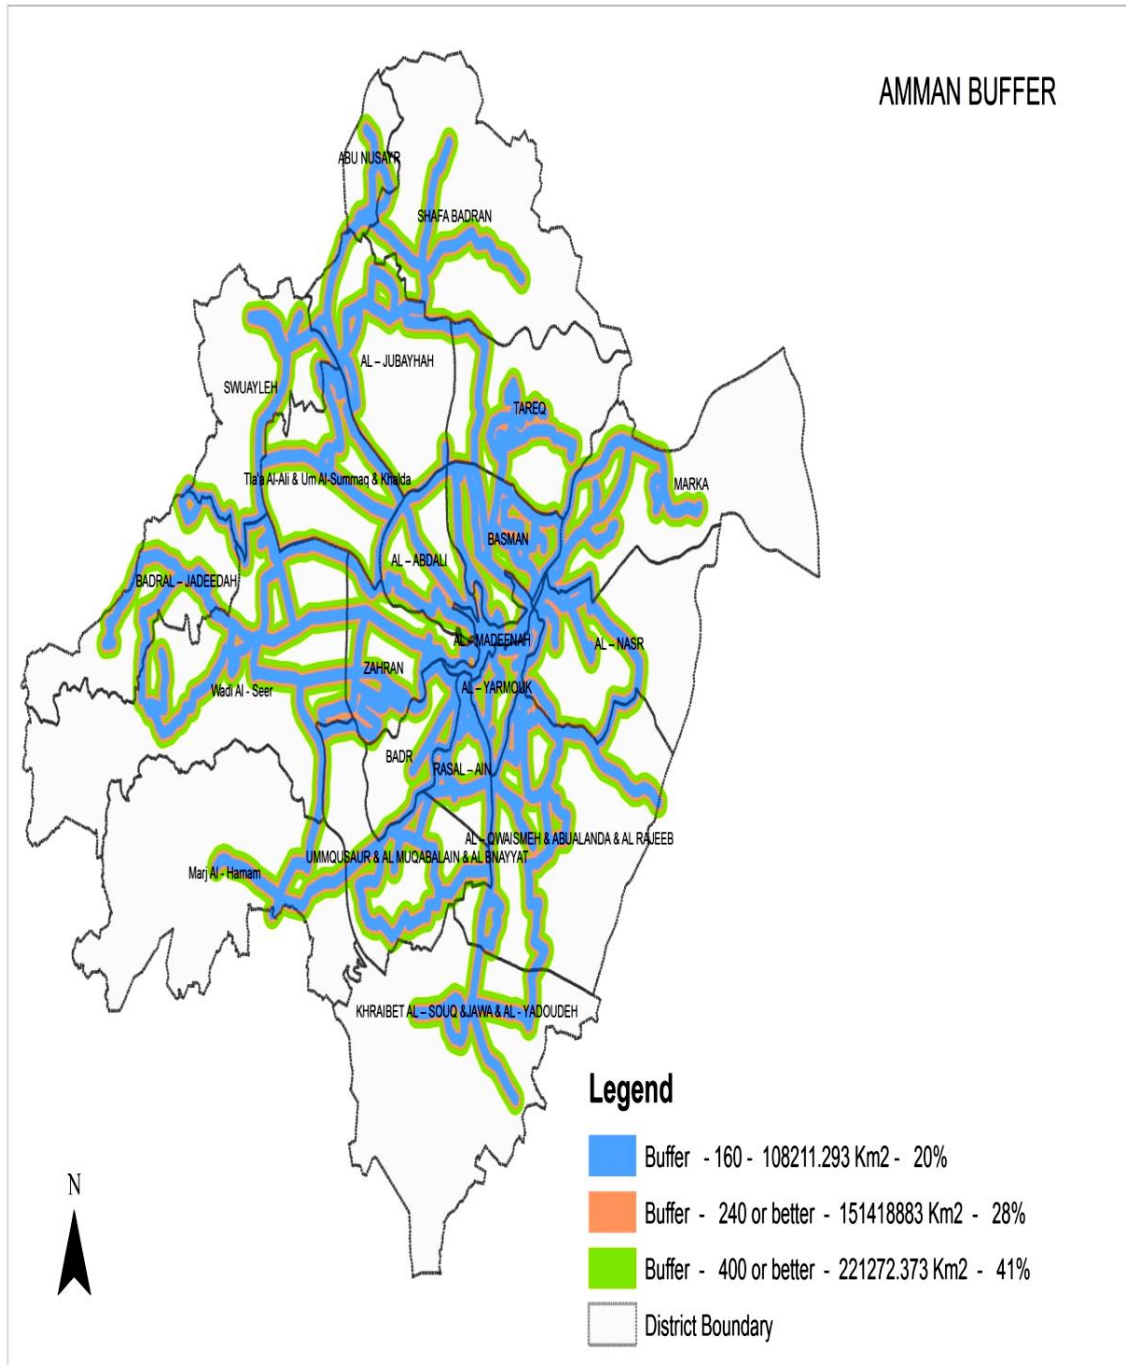 AMMAN BUFFER
ABU NUSAYR
SHAFA BADRAN
AL – JUBAYHAH
SWUAYLEH
TAREQ
Tla'a Al-Ali & Um Al-Summaq & Khalda
MARKA
BASMAN
AL – ABDALI
BADRAL – JADEEDAH
AL – MADEENAH
AL – NASR
ZAHRAN
Wadi Al - Seer
AL – YARMOUK
BADR
RASAL – AIN
AL – QWAISMEH & ABUALANDA & AL RAJEEB
UMMQUSAUR & AL MUQABALAIN & AL BNAYYAT
Marj Al - Hamam
KHRAIBET AL – SOUQ &JAWA & AL - YADOUDEH
Legend
Buffer - 160 - 108211.293 Km2 - 20%
Buffer - 240 or better - 151418883 Km2 - 28%
Buffer - 400 or better - 221272.373 Km2 - 41%
District Boundary
N